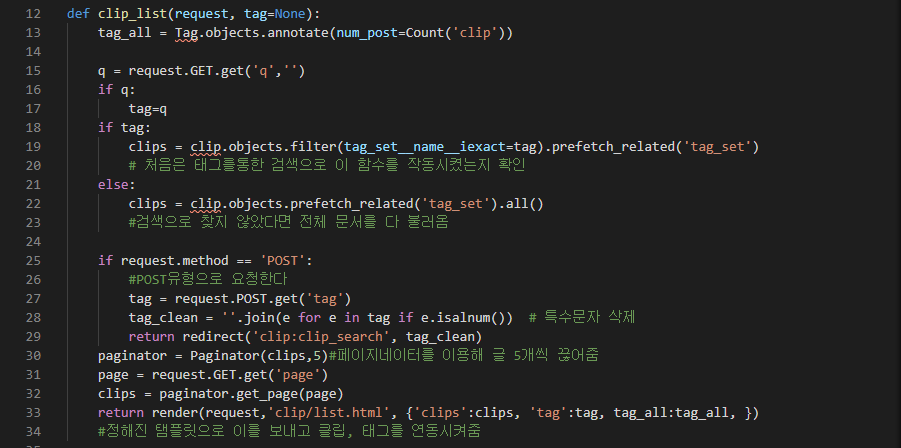 12 def clip_list(request, tag=None):
13 tag_all = Tag.objects.annotate(num_post=Count('clip'))
14
15 q = request.GET.get('q','')
16 if q:
17 tag=q
18 if tag:
19 clips = clip.objects.filter(tag_set__name__iexact=tag).prefetch_related('tag_set')
20 # 처음은 태그를통한 검색으로 이 함수를 작동시켰는지 확인
21 else:
22 clips = clip.objects.prefetch_related('tag_set').all()
23 #검색으로 찾지 않았다면 전체 문서를 다 불러옴
24
25 if request.method == 'POST':
26 #POST유형으로 요청한다
27 tag = request.POST.get('tag')
28 tag_clean = ''.join(e for e in tag if e.isalnum()) # 특수문자 삭제
29 return redirect('clip:clip_search', tag_clean)
30 paginator = Paginator(clips,5)#페이지네이터를 이용해 글 5개씩 끊어줌
31 page = request.GET.get('page')
32 clips = paginator.get_page(page)
33 return render(request,'clip/list.html', {'clips':clips, 'tag':tag, tag_all:tag_all, })
34 #정해진 탬플릿으로 이를 보내고 클립, 태그를 연동시켜줌